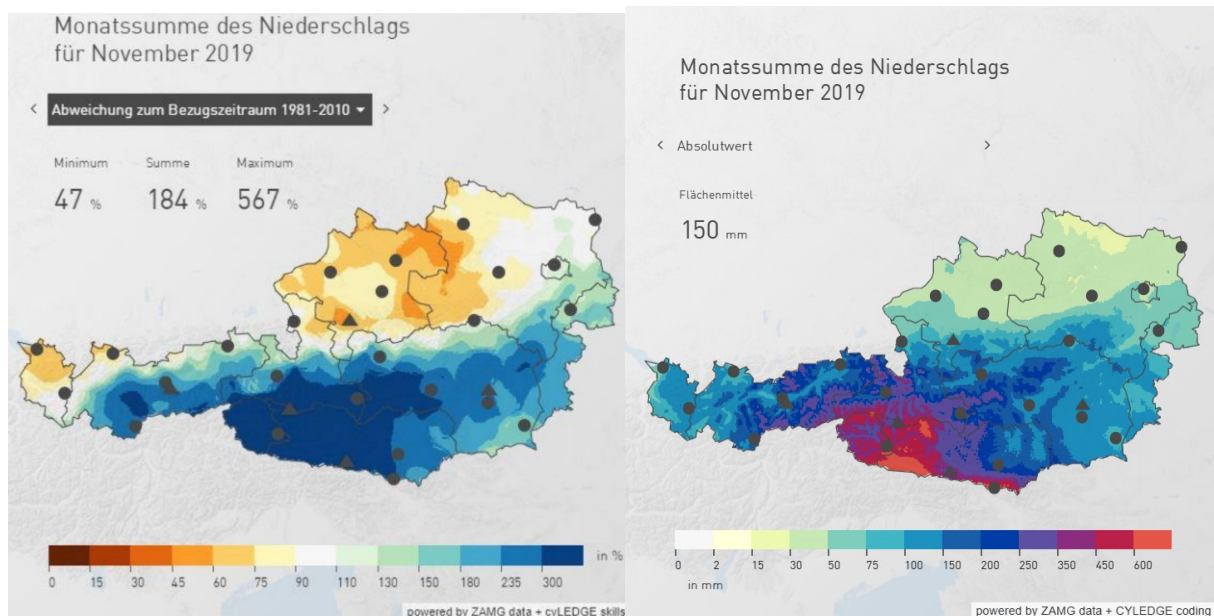 Monatssumme des Niederschlags
für November 2019
< Abweichung zum Bezugszeitraum 1981-2010 >
Minimum Summe Maximum
47 % 184 % 567 %
in %
0 15 30 45 60 75 90 110 130 150 180 235 300
powered by ZAMG data + cyLEDGE skills
Monatssumme des Niederschlags
für November 2019
< Absolutwert >
Flächenmittel
150 mm
0 2 15 30 50 75 100 150 200 250 350 450 600
in mm
powered by ZAMG data + CYLEDGE coding